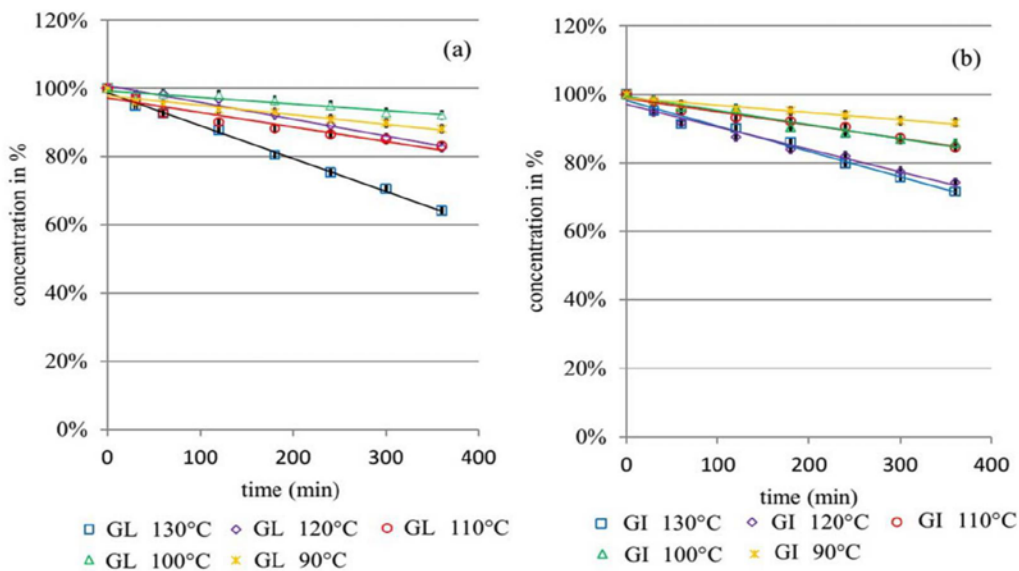 120%
100%
80%
60%
40%
20%
0%
concentration in %
(a)
0 100 200 300 400
time (min)
GL 130°C GL 120°C GL 110°C
GL 100°C GL 90°C
120%
100%
80%
60%
40%
20%
0%
concentration in %
(b)
0 100 200 300 400
time (min)
GI 130°C GI 120°C GI 110°C
GI 100°C GI 90°C